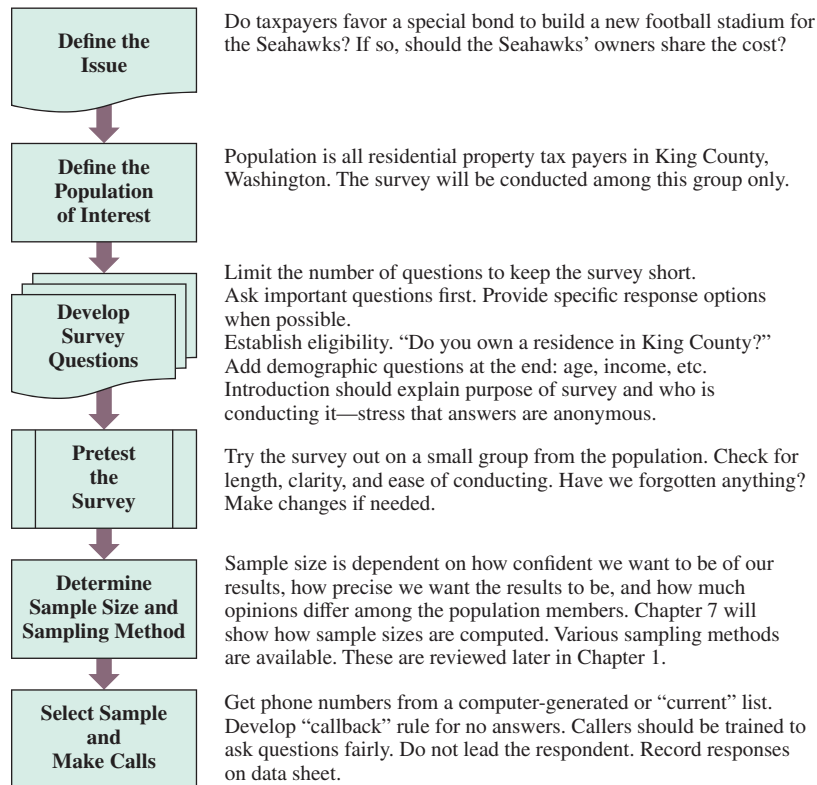 Define the
Issue
Do taxpayers favor a special bond to build a new football stadium for
the Seahawks? If so, should the Seahawks’ owners share the cost?
Define the
Population
of Interest
Population is all residential property tax payers in King County,
Washington. The survey will be conducted among this group only.
Develop
Survey
Questions
Limit the number of questions to keep the survey short.
Ask important questions first. Provide specific response options
when possible.
Establish eligibility. “Do you own a residence in King County?”
Add demographic questions at the end: age, income, etc.
Introduction should explain purpose of survey and who is
conducting it—stress that answers are anonymous.
Pretest
the
Survey
Try the survey out on a small group from the population. Check for
length, clarity, and ease of conducting. Have we forgotten anything?
Make changes if needed.
Determine
Sample Size and
Sampling Method
Sample size is dependent on how confident we want to be of our
results, how precise we want the results to be, and how much
opinions differ among the population members. Chapter 7 will
show how sample sizes are computed. Various sampling methods
are available. These are reviewed later in Chapter 1.
Select Sample
and
Make Calls
Get phone numbers from a computer-generated or “current” list.
Develop “callback” rule for no answers. Callers should be trained to
ask questions fairly. Do not lead the respondent. Record responses
on data sheet.